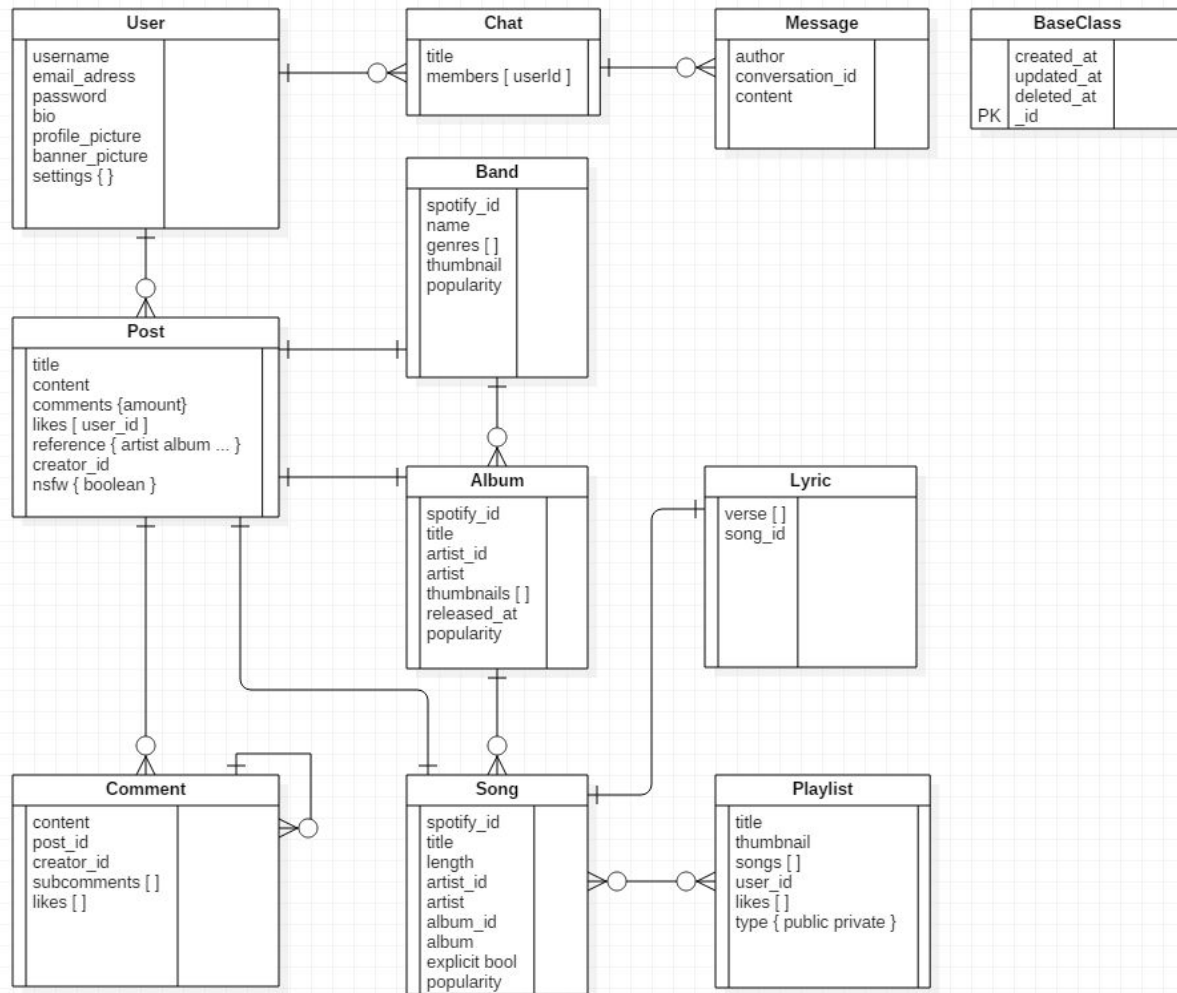 User
username
email_adress
password
bio
profile_picture
banner_picture
settings { }
Chat
title
members [ userId ]
Message
author
conversation_id
content
BaseClass
created_at
updated_at
deleted_at
PK _id
Band
spotify_id
name
genres [ ]
thumbnail
popularity
Post
title
content
comments {amount}
likes [ user_id ]
reference { artist album ... }
creator_id
nsfw { boolean }
Album
spotify_id
title
artist_id
artist
thumbnails [ ]
released_at
popularity
Lyric
verse [ ]
song_id
Comment
content
post_id
creator_id
subcomments [ ]
likes [ ]
Song
spotify_id
title
length
artist_id
artist
album_id
album
explicit bool
popularity
Playlist
title
thumbnail
songs [ ]
user_id
likes [ ]
type { public private }